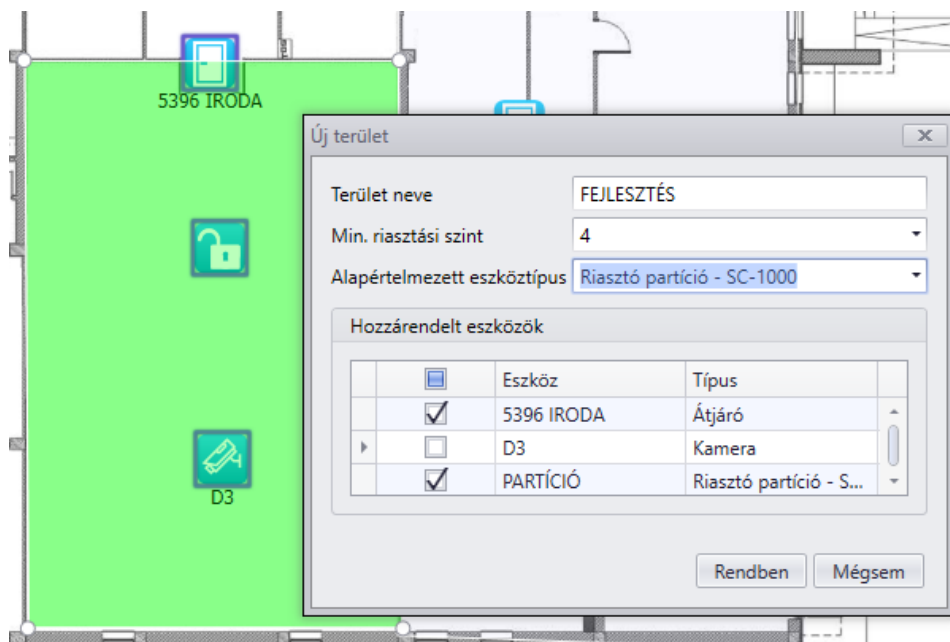 5396 IRODA
D3
Új terület
Terület neve FEJLESZTÉS
Min. riasztási szint 4
Alapértelmezett eszköztípus Riasztó partíció - SC-1000
Hozzárendelt eszközök
Eszköz Típus
5396 IRODA Átjáró
D3 Kamera
PARTÍCIÓ Riasztó partíció - S...
Rendben Mégsem